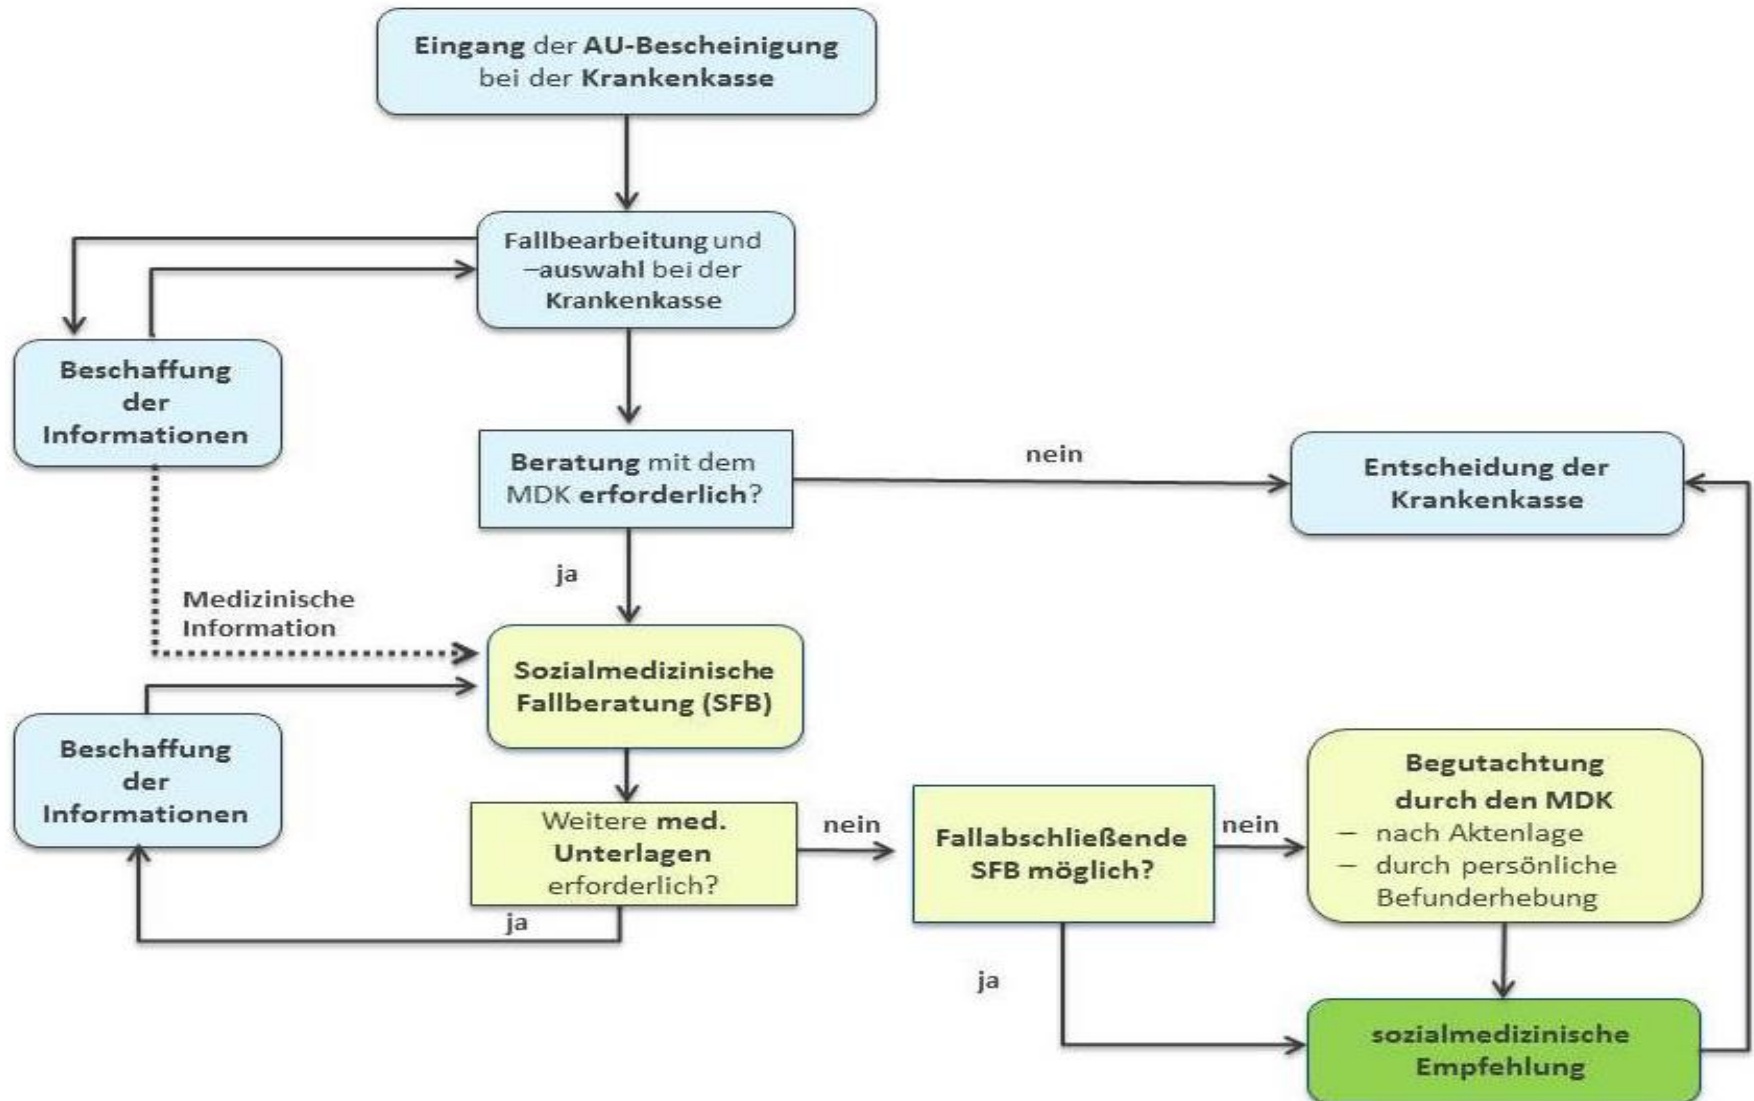 Eingang der AU-Bescheinigung
bei der Krankenkasse
Fallbearbeitung und
–auswahl bei der
Krankenkasse
Beschaffung
der
Informationen
Beratung mit dem
MDK erforderlich?
nein
Entscheidung der
Krankenkasse
ja
Medizinische
Information
Sozialmedizinische
Fallberatung (SFB)
Beschaffung
der
Informationen
Weitere med.
Unterlagen
erforderlich?
nein
ja
Fallabschließende
SFB möglich?
nein
ja
Begutachtung
durch den MDK
– nach Aktenlage
– durch persönliche
Befunderhebung
sozialmedizinische
Empfehlung